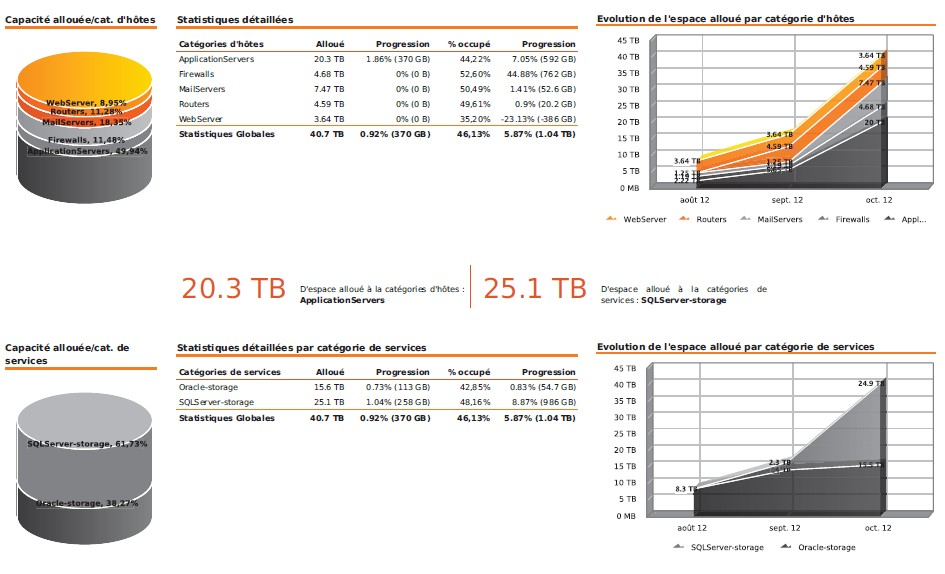 Capacité allouée/cat. d'hôtes
WebServer, 8,95%
Routers, 11,28%
MailServers, 18,35%
Firewalls, 11,48%
ApplicationServers, 49,94%
Statistiques détaillées
Catégories d'hôtes Alloué Progression % occupé Progression
ApplicationServers 20.3 TB 1.86% (370 GB) 44,22% 7.05% (592 GB)
Firewalls 4.68 TB 0% (0 B) 52,60% 44.88% (762 GB)
MailServers 7.47 TB 0% (0 B) 50,49% 1.41% (52.6 GB)
Routers 4.59 TB 0% (0 B) 49,61% 0.9% (20.2 GB)
WebServer 3.64 TB 0% (0 B) 35,20% -23.13% (-386 GB)
Statistiques Globales 40.7 TB 0.92% (370 GB) 46,13% 5.87% (1.04 TB)
Evolution de l'espace alloué par catégorie d'hôtes
45 TB
40 TB
35 TB
30 TB
25 TB
20 TB
15 TB
10 TB
5 TB
0 MB
3.64 TB
4.59 TB
7.47 TB
4.68 TB
20 TB
3.64 TB
4.59 TB
1.25 TB
3.64 TB
1.25 TB
2.22 TB
août 12 sept. 12 oct. 12
WebServer Routers MailServers Firewalls Appl...
20.3 TB
D'espace alloué à la catégories d'hôtes :
ApplicationServers
25.1 TB
D'espace alloué à la catégories de
services : SQLServer-storage
Capacité allouée/cat. de
services
SQLServer-storage, 61,73%
Oracle-storage, 38,27%
Statistiques détaillées par catégorie de services
Catégories de services Alloué Progression % occupé Progression
Oracle-storage 15.6 TB 0.73% (113 GB) 42,85% 0.83% (54.7 GB)
SQLServer-storage 25.1 TB 1.04% (258 GB) 48,16% 8.87% (986 GB)
Statistiques Globales 40.7 TB 0.92% (370 GB) 46,13% 5.87% (1.04 TB)
Evolution de l'espace alloué par catégorie de services
45 TB
40 TB
35 TB
30 TB
25 TB
20 TB
15 TB
10 TB
5 TB
0 MB
24.9 TB
15.5 TB
2.3 TB
8.3 TB
août 12 sept. 12 oct. 12
SQLServer-storage Oracle-storage